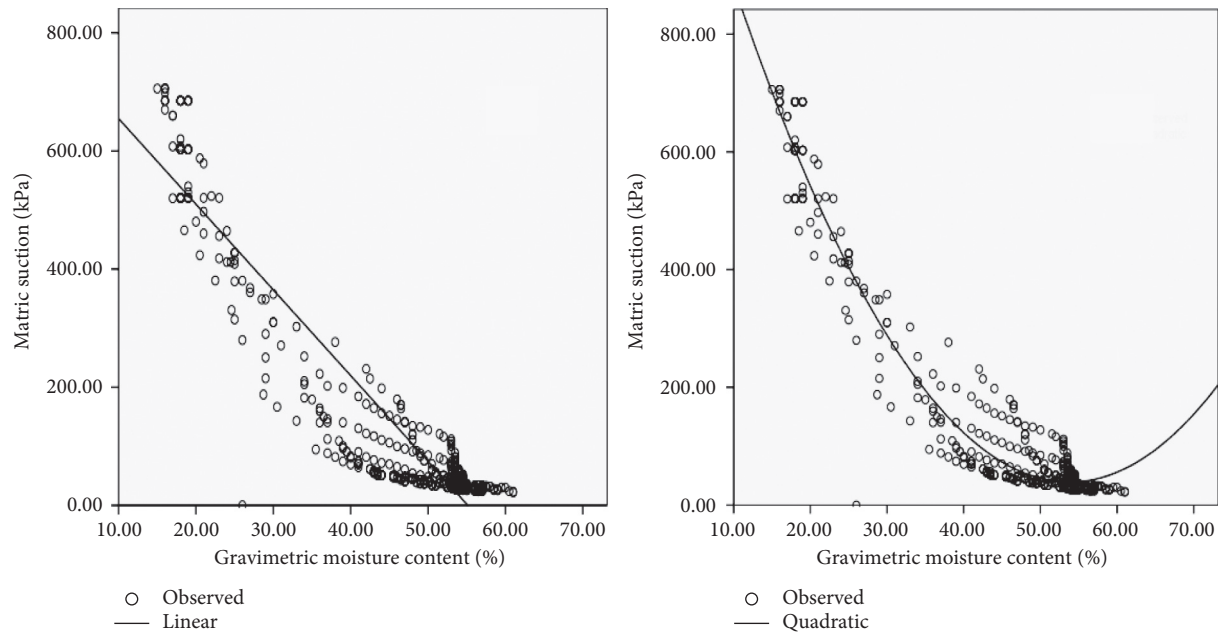 800.00
600.00
400.00
200.00
0.00
Matric suction (kPa)
10.00 20.00 30.00 40.00 50.00 60.00 70.00
Gravimetric moisture content (%)
Observed
Linear
800.00
600.00
400.00
200.00
0.00
Matric suction (kPa)
10.00 20.00 30.00 40.00 50.00 60.00 70.00
Gravimetric moisture content (%)
Observed
Quadratic